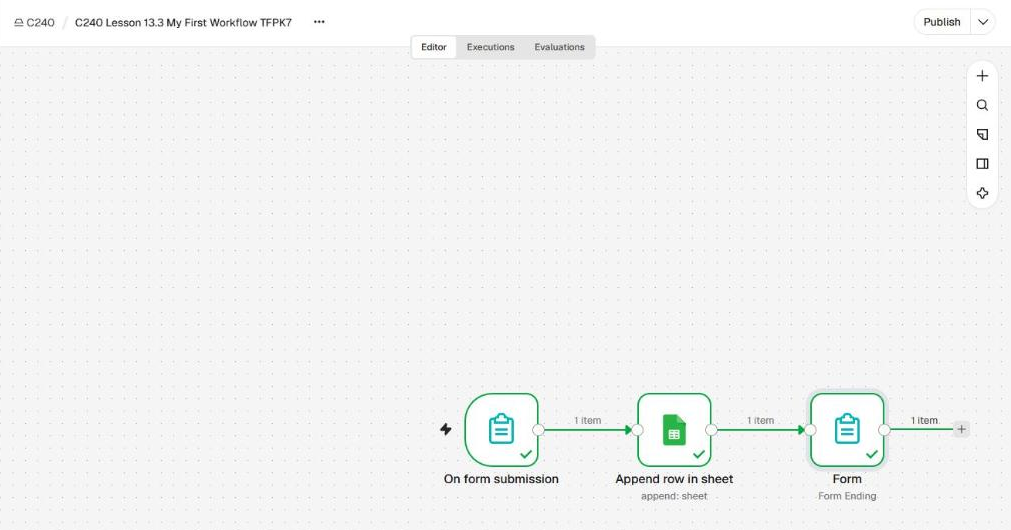 C240 / C240 Lesson 13.3 My First Workflow TFPK7 ••• Publish
Editor Executions Evaluations
1 item 1 item 1 item
On form submission Append row in sheet Form
append: sheet Form Ending